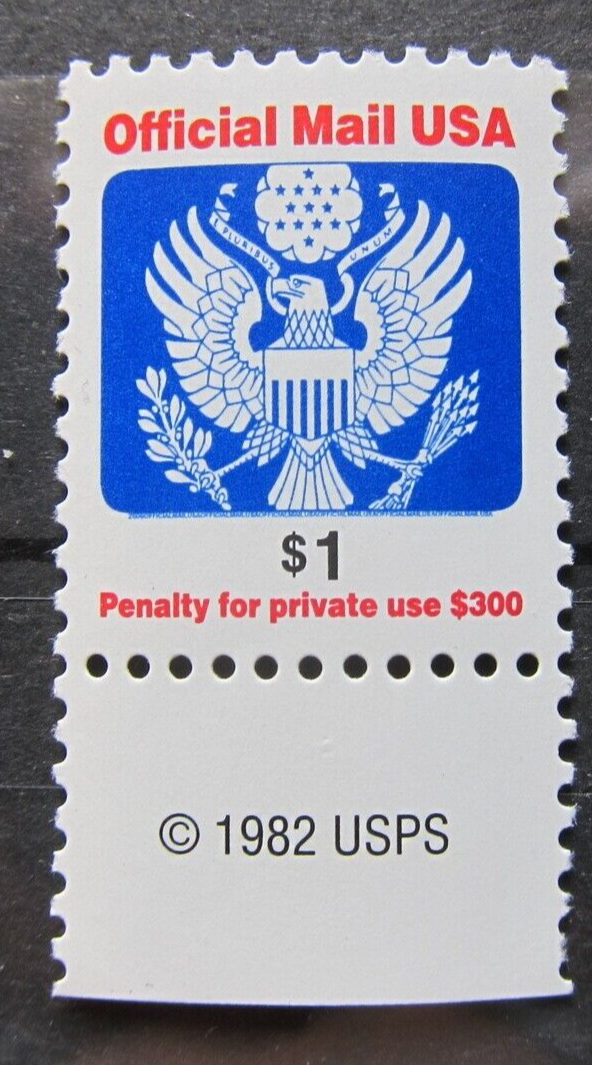 Official Mail USA
E PLURIBUS
UNUM
$1
Penalty for private use $300
© 1982 USPS